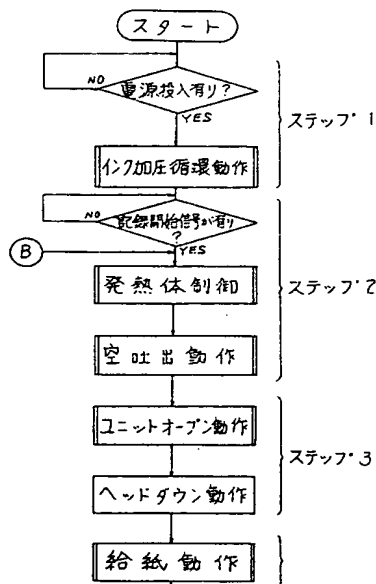 スタート
NO
電源投入有り?
YES
ステップ1
インク加圧循環動作
NO
記録開始信号が有り
?
YES
B
発熱体制御
ステップ2
空吐出動作
ユニットオープン動作
ステップ3
ヘッドダウン動作
給紙動作